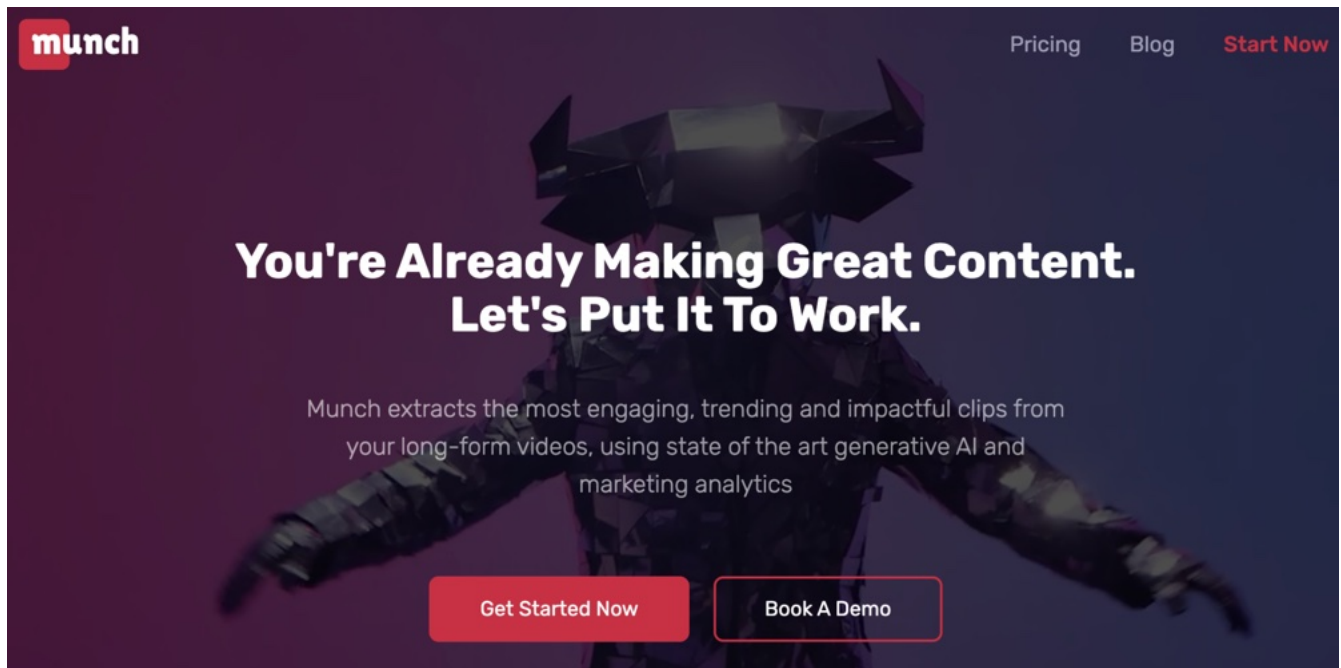 munch
Pricing
Blog
Start Now
You're Already Making Great Content.
Let's Put It To Work.
Munch extracts the most engaging, trending and impactful clips from
your long-form videos, using state of the art generative AI and
marketing analytics
Get Started Now
Book A Demo